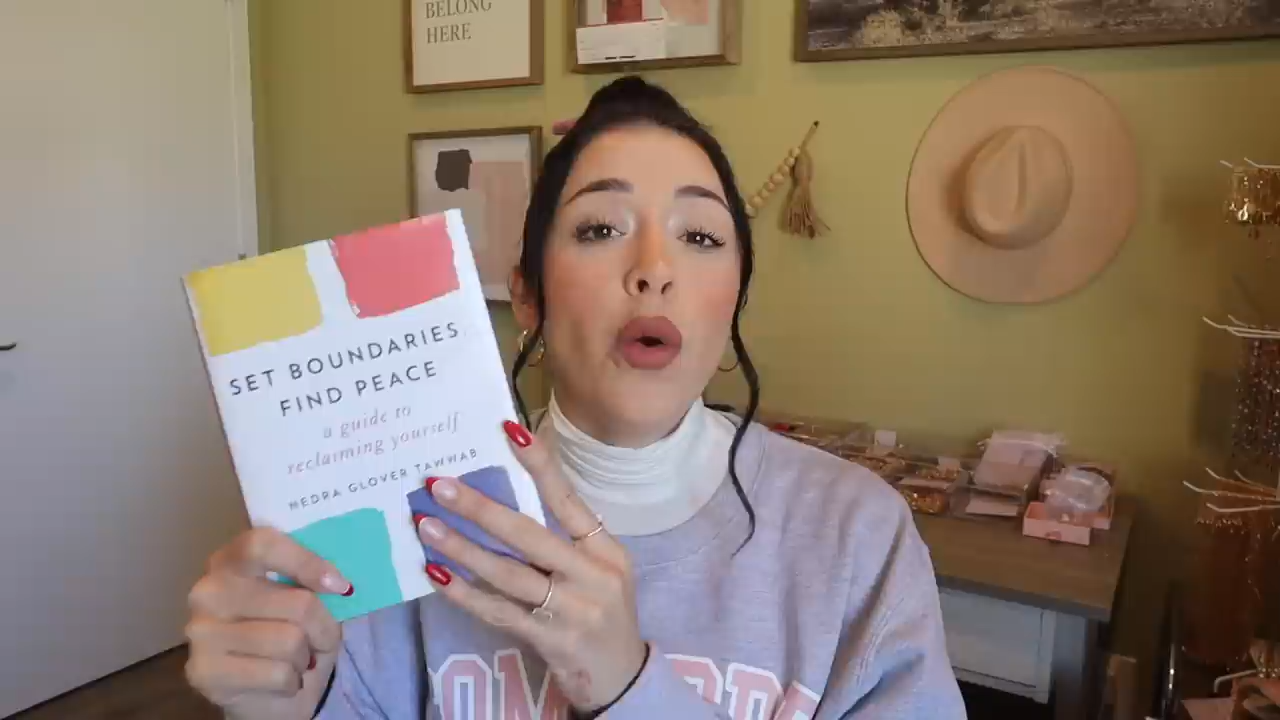 BELONG
HERE
SET BOUNDARIES,
FIND PEACE
a guide to
reclaiming yourself
NEDRA GLOVER TAWWAB